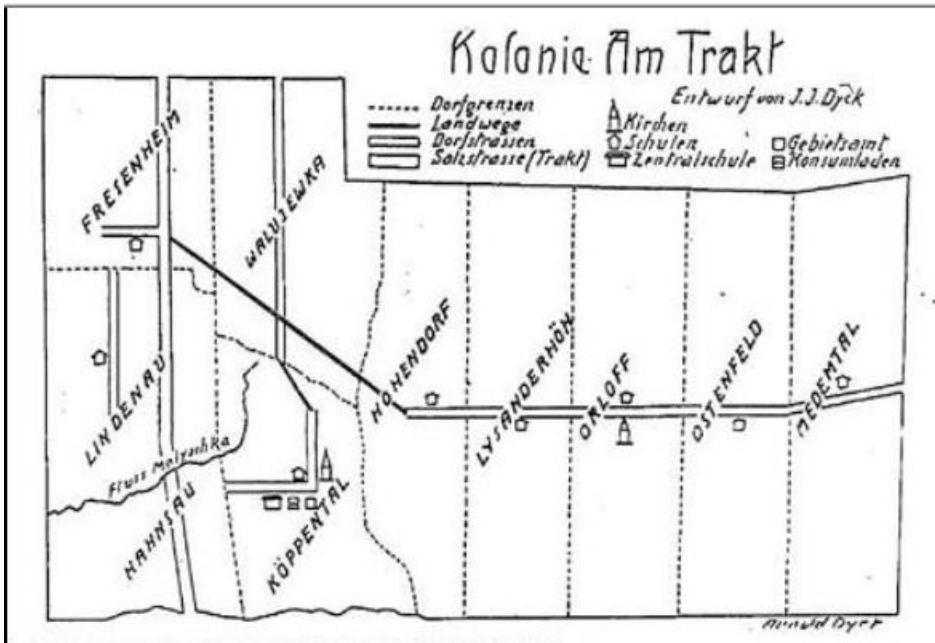 Kolonie Am Trakt
Entwurf von J.J.Dyck
Dorfgrenzen
Landwege
Dorfstrassen
Salzstrasse (Trakt)
Kirchen
Schulen
Zentralschule
Gebietsamt
Konsumladen
FRESENHEIM
WALUJEWKA
LINDENAU
HOHENDORF
LYSANDERHÖH
ORLOFF
OSTENFELD
MEDEMTAL
Fluss Malyschka
HAHNSAU
KÖPPENTAL
Arnold Dyck